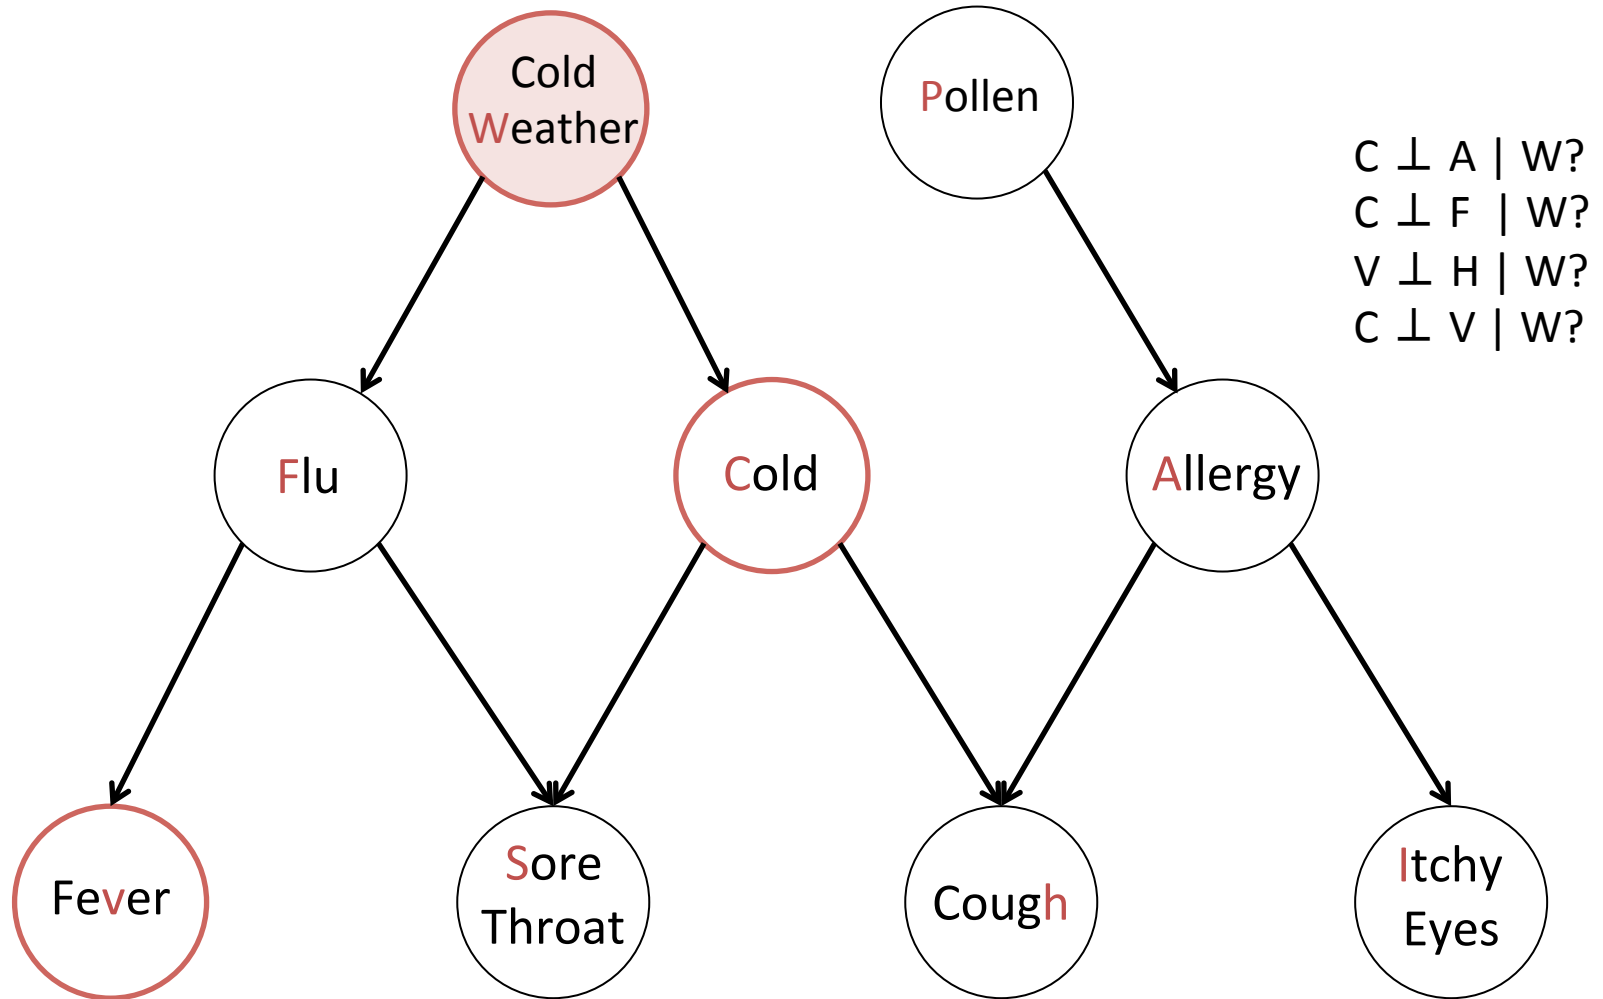 Cold
Weather
Pollen
C ⊥ A | W?
C ⊥ F | W?
V ⊥ H | W?
C ⊥ V | W?
Flu
Cold
Allergy
Fever
Sore
Throat
Cough
Itchy
Eyes